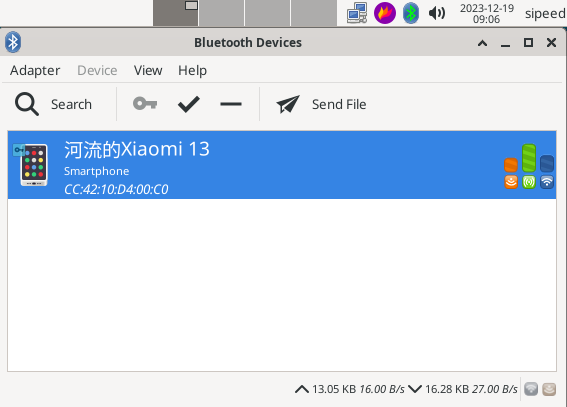 2023-12-19
09:06
sipeed
Bluetooth Devices
Adapter Device View Help
Search Send File
河流的Xiaomi 13
Smartphone
CC:42:10:D4:00:C0
13.05 KB 16.00 B/s 16.28 KB 27.00 B/s